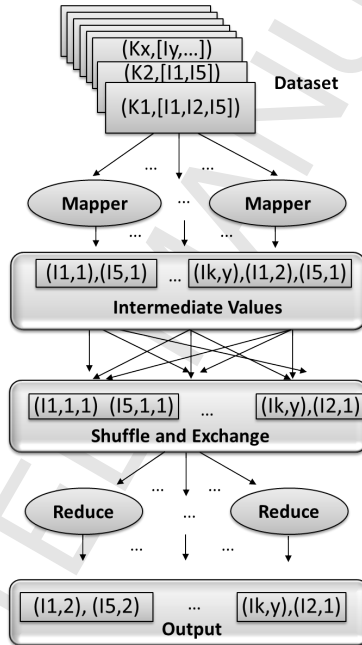 (Kx,[Iy,...])
(K2,[I1,I5])
Dataset
(K1,[I1,I2,I5])
...
...
Mapper
...
Mapper
...
(I1,1),(I5,1) ... (Ik,y),(I1,2),(I5,1)
Intermediate Values
(I1,1,1) (I5,1,1) ... (Ik,y),(I2,1)
Shuffle and Exchange
... ...
Reduce
...
Reduce
... ...
(I1,2), (I5,2) ... (Ik,y),(I2,1)
Output